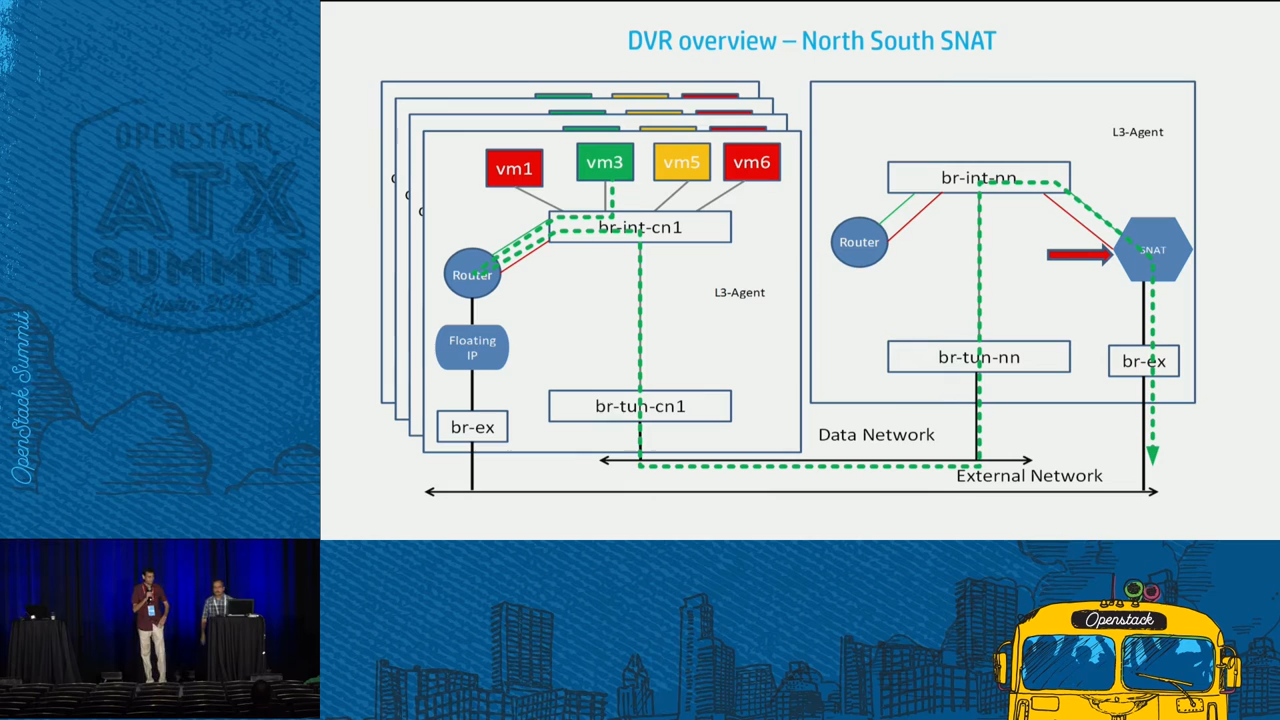 DVR overview – North South SNAT
OPENSTACK
ATX
SUMMIT
Austin 2016
OpenStack Summit
vm1
vm3
vm5
vm6
br-int-cn1
Router
L3-Agent
Floating
IP
br-tun-cn1
br-ex
L3-Agent
br-int-nn
Router
SNAT
br-tun-nn
br-ex
Data Network
External Network
Openstack